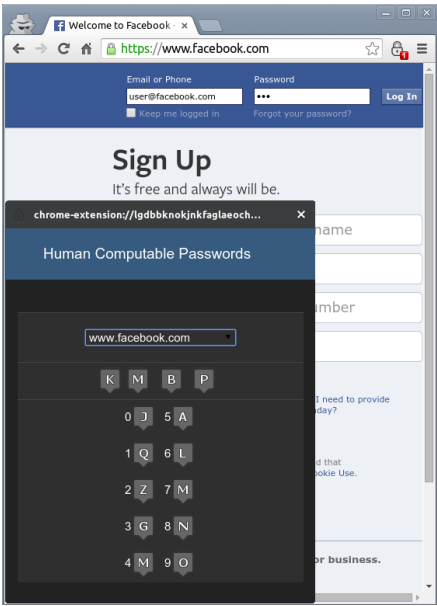 Welcome to Facebook -
https://www.facebook.com
Email or Phone Password
user@facebook.com ••• Log In
Keep me logged in Forgot your password?
Sign Up
It's free and always will be.
chrome-extension://lgdbbknokjnkfaglaeoch... ×
name
Human Computable Passwords
www.facebook.com
umber
K M B P
I need to provide
day?
0 J 5 A
1 Q 6 L
d that
ookie Use.
2 Z 7 M
3 G 8 N
4 M 9 O
or business.